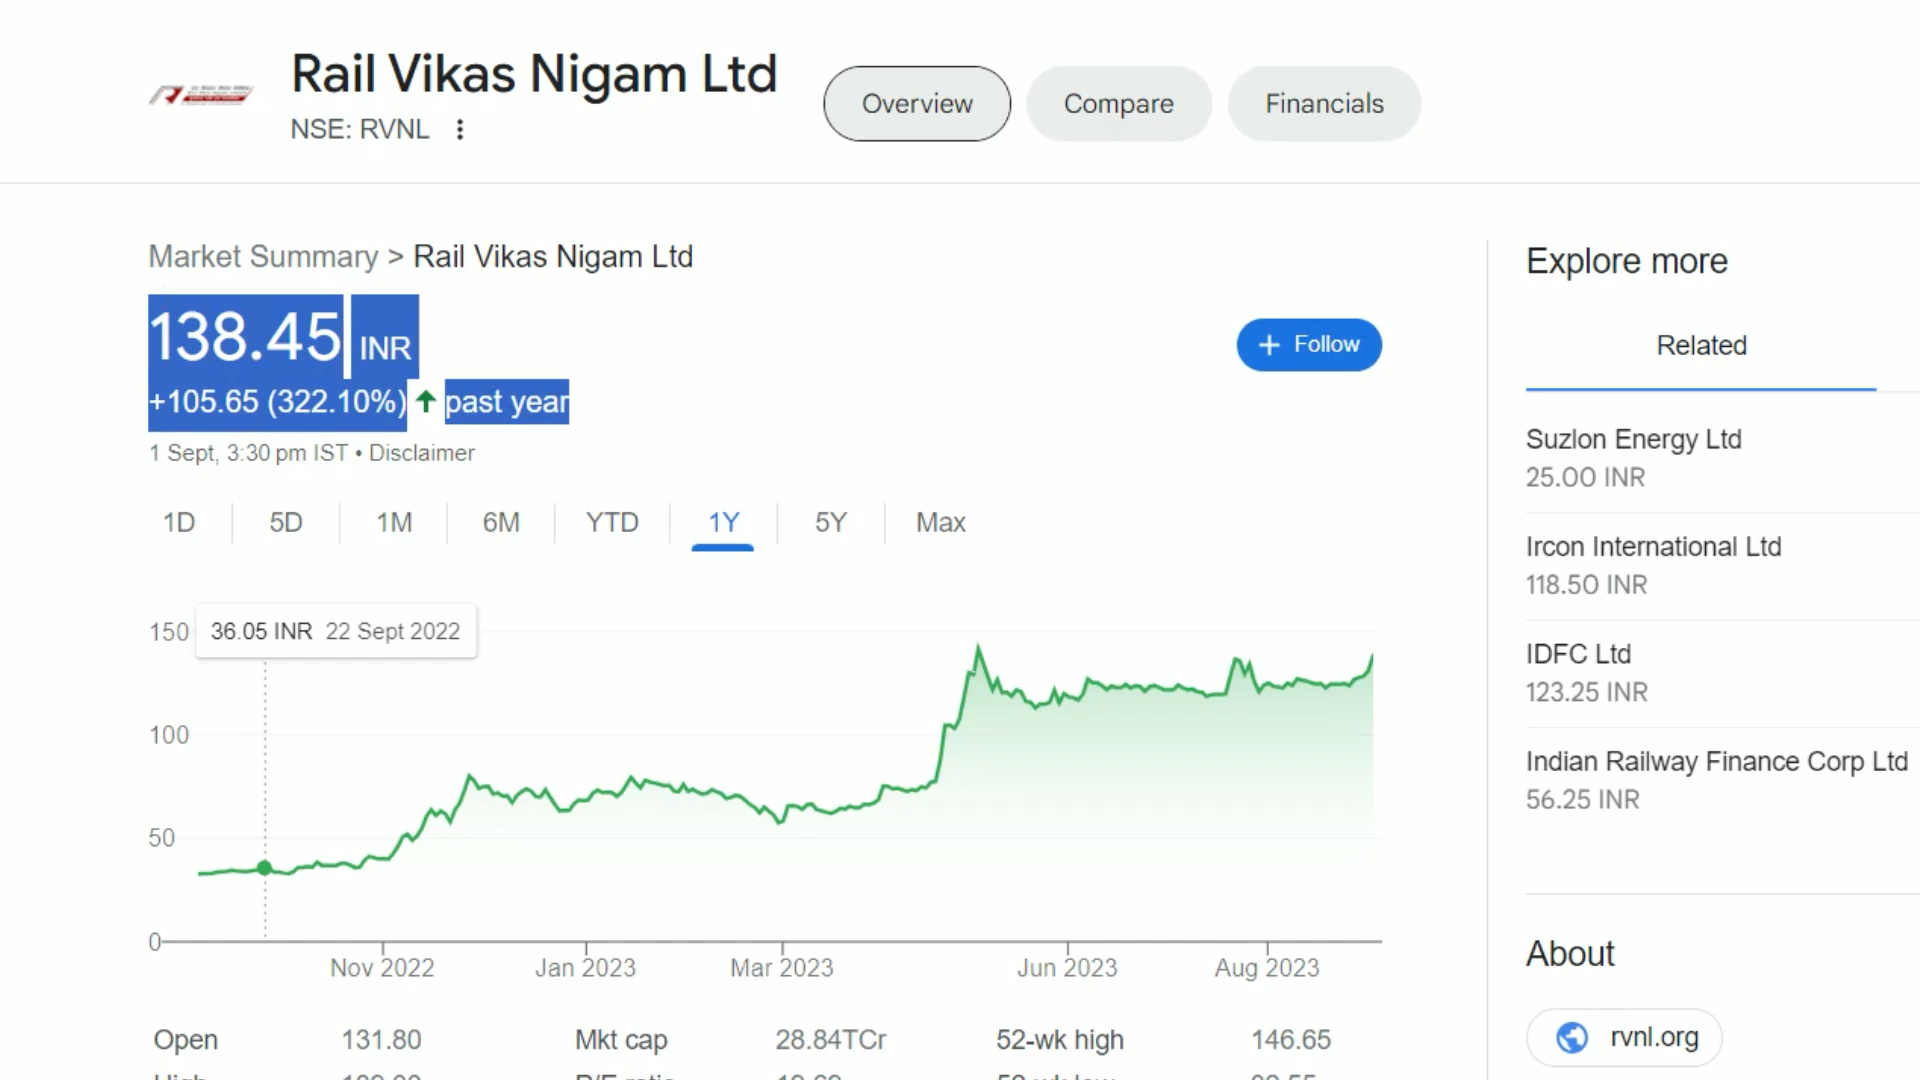 Rail Vikas Nigam Ltd
NSE: RVNL
Overview
Compare
Financials
Market Summary > Rail Vikas Nigam Ltd
138.45 INR
+105.65 (322.10%) past year
1 Sept, 3:30 pm IST • Disclaimer
+ Follow
1D 5D 1M 6M YTD 1Y 5Y Max
36.05 INR 22 Sept 2022
150
100
50
0
Nov 2022 Jan 2023 Mar 2023 Jun 2023 Aug 2023
Open 131.80 Mkt cap 28.84TCr 52-wk high 146.65
Explore more
Related
Suzlon Energy Ltd
25.00 INR
Ircon International Ltd
118.50 INR
IDFC Ltd
123.25 INR
Indian Railway Finance Corp Ltd
56.25 INR
About
rvnl.org